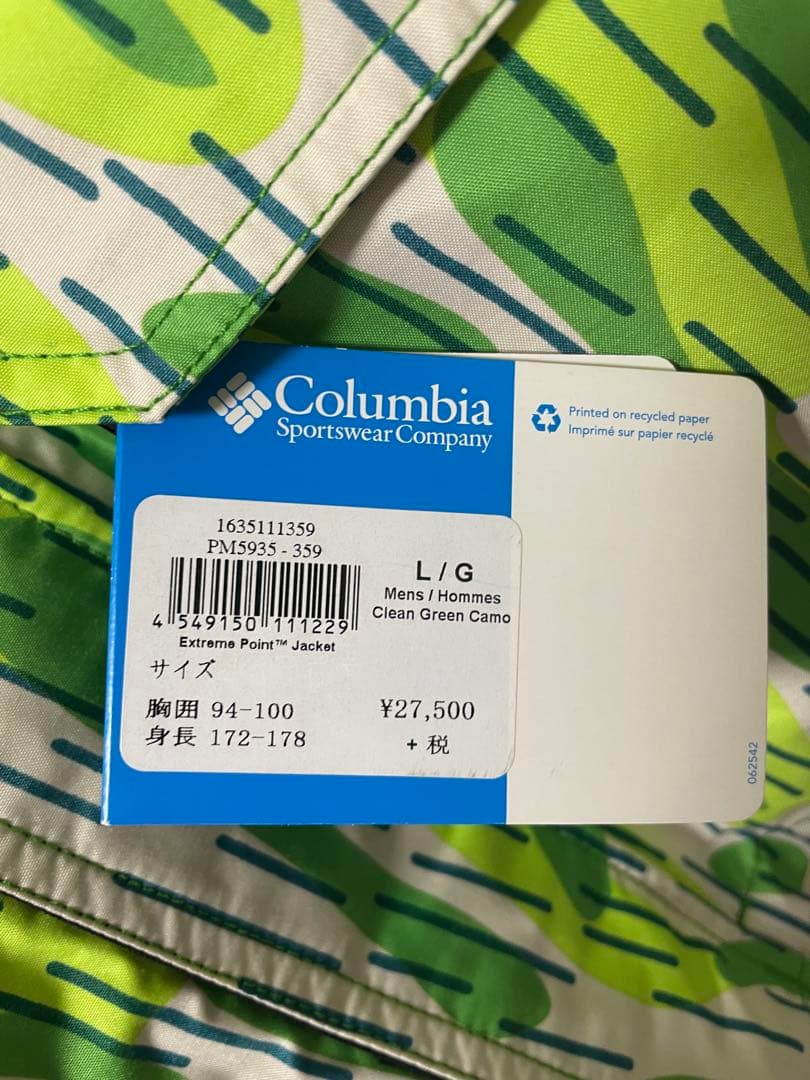 Columbia
Sportswear Company
Printed on recycled paper
Imprimé sur papier recyclé
1635111359
PM5935 - 359
4 549150 111229
Extreme Point™ Jacket
L / G
Mens / Hommes
Clean Green Camo
サイズ
胸囲 94-100
身長 172-178
¥27,500
+ 税
062542